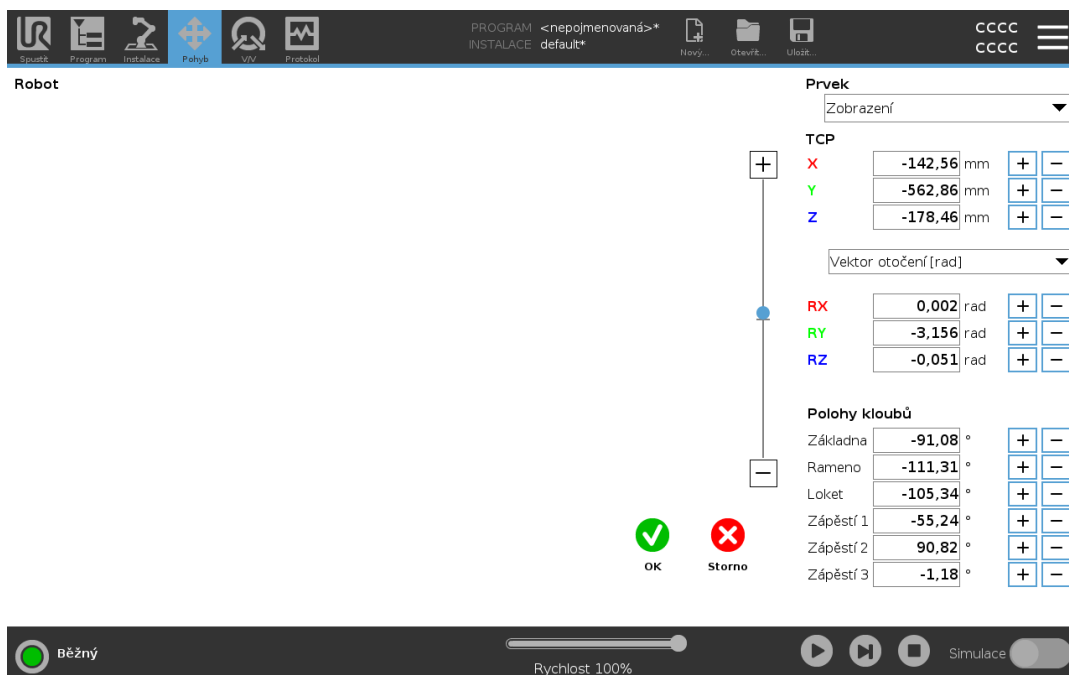 PROGRAM <nepojmenovaná>*
INSTALACE default*
CCCC
CCCC
Spustit Program Instalace Pohyb V/V Protokol
Nový... Otevřít... Uložit...
Robot
Prvek
Zobrazení
TCP
X -142,56 mm + −
Y -562,86 mm + −
Z -178,46 mm + −
Vektor otočení [rad]
RX 0,002 rad + −
RY -3,156 rad + −
RZ -0,051 rad + −
Polohy kloubů
Základna -91,08 ° + −
Rameno -111,31 ° + −
Loket -105,34 ° + −
Zápěstí 1 -55,24 ° + −
Zápěstí 2 90,82 ° + −
Zápěstí 3 -1,18 ° + −
OK Storno
Běžný
Rychlost 100%
Simulace